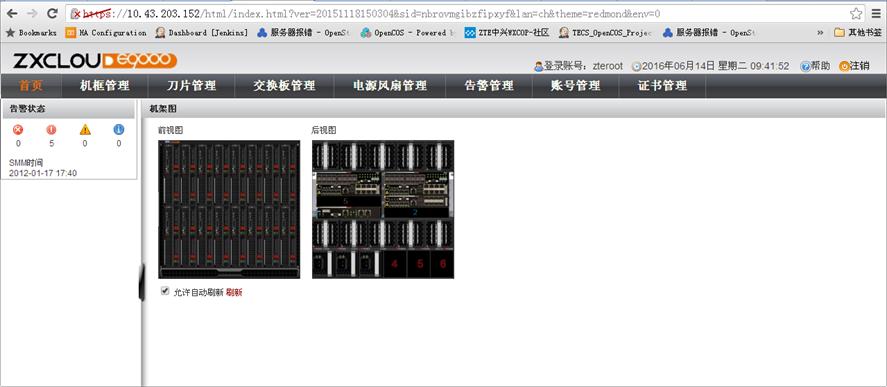 https://10.43.203.152/html/index.html?ver=20151118150304&sid=nbrovmgibzfipxyf&lan=ch&theme=redmond&env=0
Bookmarks HA Configuration Dashboard [Jenkins] 服务器报错 - OpenSt OpenCOS - PCC社区 ZTE中兴WXCOP-社区 TECS_OpenCOS_Projec 服务器报错 - OpenSt » 其他书签
ZXCLOUD E9000 登录账号: zteroot 2016年06月14日 星期二 09:41:52 帮助 注销
首页 机框管理 刀片管理 交换板管理 电源风扇管理 告警管理 账号管理 证书管理
告警状态
0 5 0 0
SMM时间
2012-01-17 17:40
机架图
前视图 后视图
5 2
4 5 6
允许自动刷新 刷新